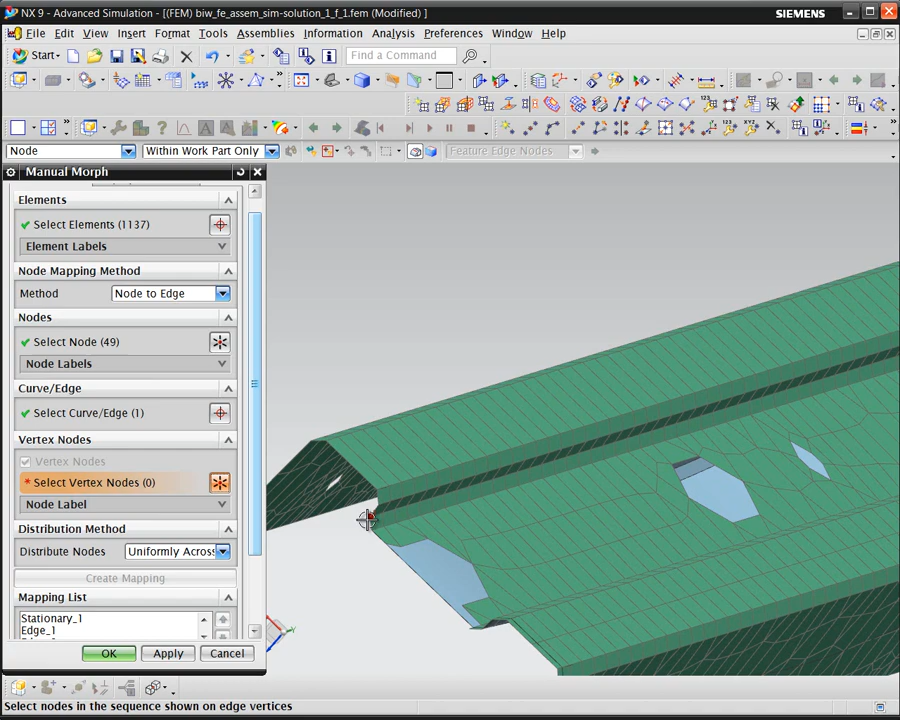 NX 9 - Advanced Simulation - [(FEM) biw_fe_assem_sim-solution_1_f_1.fem (Modified) ]
SIEMENS
File Edit View Insert Format Tools Assemblies Information Analysis Preferences Window Help
Start
Find a Command
Node
Within Work Part Only
Feature Edge Nodes
Manual Morph
Elements
Select Elements (1137)
Element Labels
Node Mapping Method
Method
Node to Edge
Nodes
Select Node (49)
Node Labels
Curve/Edge
Select Curve/Edge (1)
Vertex Nodes
Vertex Nodes
* Select Vertex Nodes (0)
Node Label
Distribution Method
Distribute Nodes
Uniformly Across
Create Mapping
Mapping List
Stationary_1
Edge_1
OK
Apply
Cancel
Select nodes in the sequence shown on edge vertices